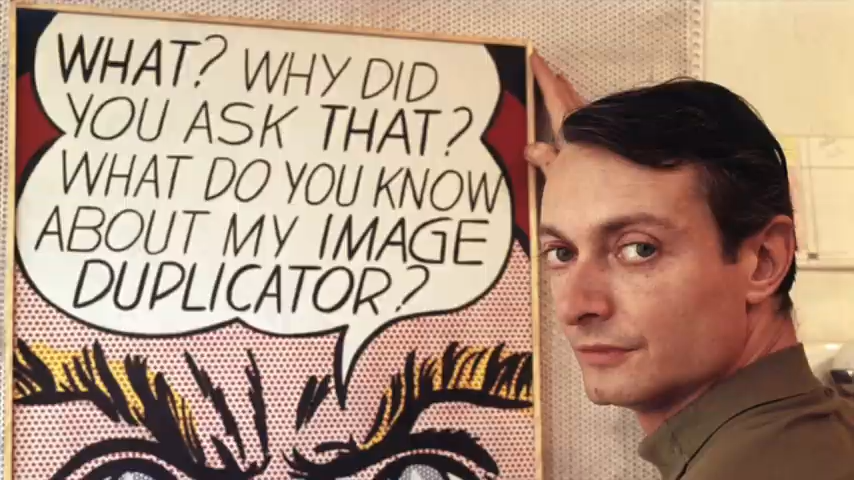 WHAT? WHY DID
YOU ASK THAT?
WHAT DO YOU KNOW
ABOUT MY IMAGE
DUPLICATOR?